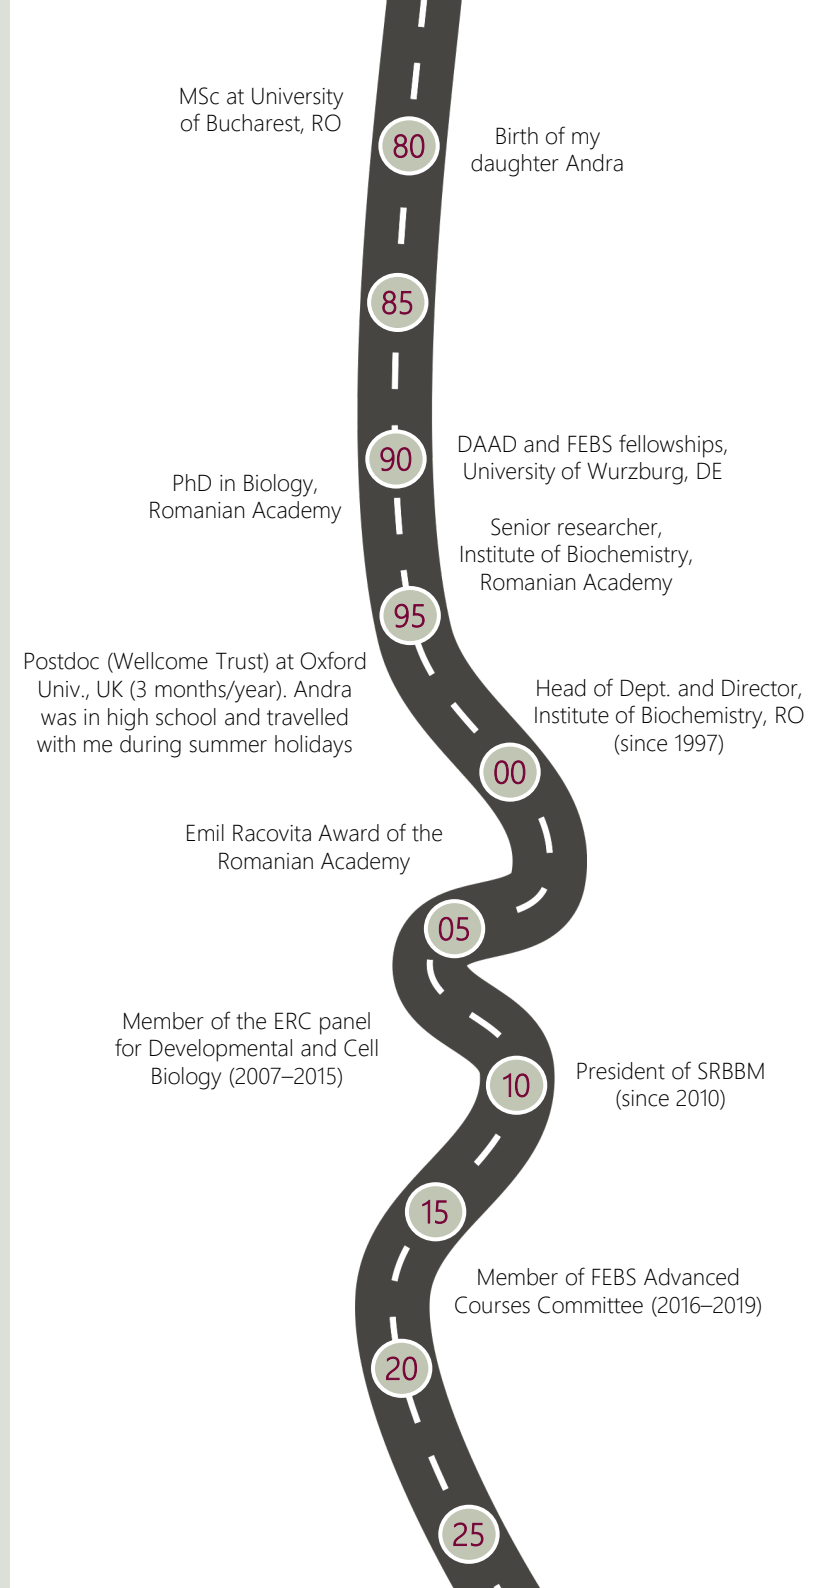 MSc at University
of Bucharest, RO
80
Birth of my
daughter Andra
85
90
DAAD and FEBS fellowships,
University of Wurzburg, DE
PhD in Biology,
Romanian Academy
Senior researcher,
Institute of Biochemistry,
Romanian Academy
95
Postdoc (Wellcome Trust) at Oxford
Univ., UK (3 months/year). Andra
was in high school and travelled
with me during summer holidays
Head of Dept. and Director,
Institute of Biochemistry, RO
(since 1997)
00
Emil Racovita Award of the
Romanian Academy
05
Member of the ERC panel
for Developmental and Cell
Biology (2007–2015)
10
President of SRBBM
(since 2010)
15
Member of FEBS Advanced
Courses Committee (2016–2019)
20
25